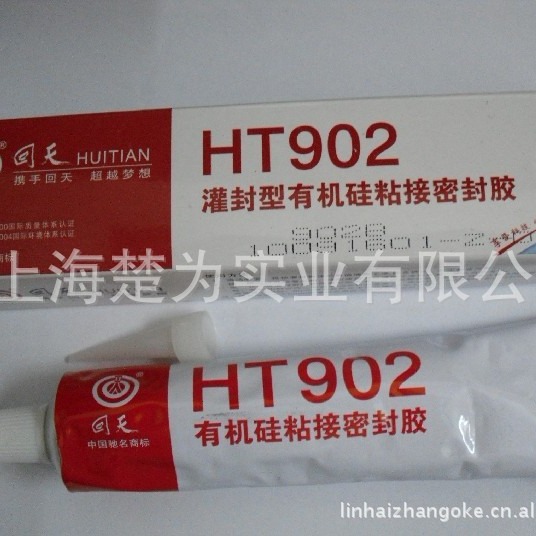 回天 HUITIAN
携手回天 超越梦想
HT902
灌封型有机硅粘接密封胶
上海楚为实业有限公
HT902
有机硅粘接密封胶
回天
中国驰名商标
linhaizhangoke.cn.al